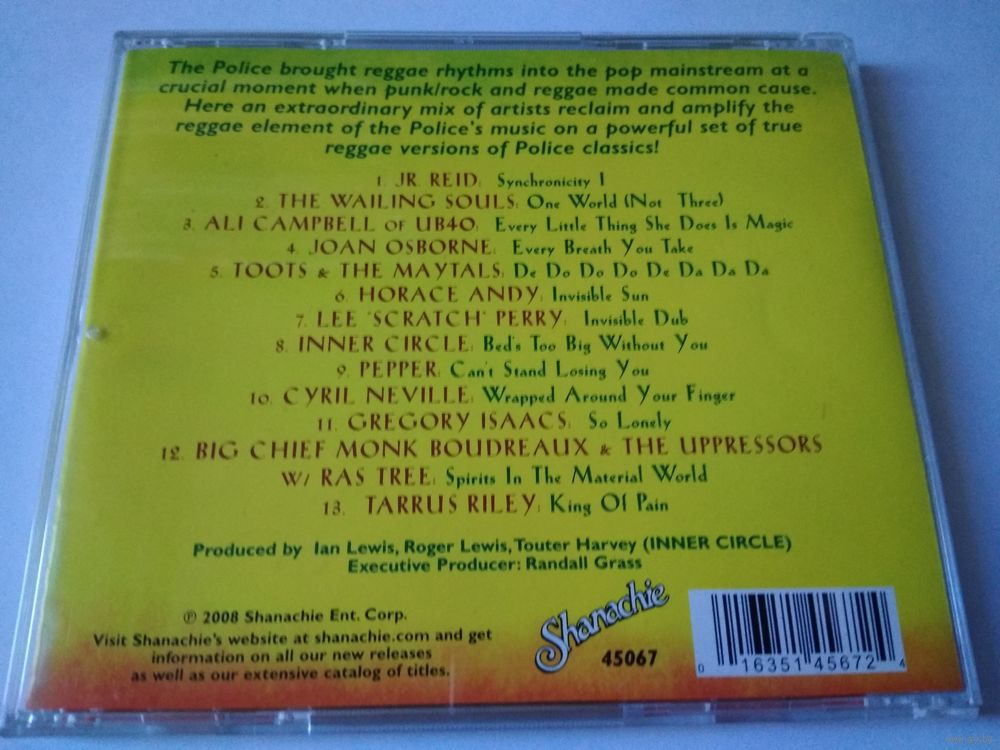 The Police brought reggae rhythms into the pop mainstream at a
crucial moment when punk/rock and reggae made common cause.
Here an extraordinary mix of artists reclaim and amplify the
reggae element of the Police's music on a powerful set of true
reggae versions of Police classics!
1. JR REID: Synchronicity I
2. THE WAILING SOULS: One World (Not Three)
3. ALI CAMPBELL OF UB40: Every Little Thing She Does Is Magic
4. JOAN OSBORNE: Every Breath You Take
5. TOOTS & THE MAYTALS: De Do Do Do De Da Da Da
6. HORACE ANDY: Invisible Sun
7. LEE 'SCRATCH' PERRY: Invisible Dub
8. INNER CIRCLE: Bed's Too Big Without You
9. PEPPER: Can't Stand Losing You
10. CYRIL NEVILLE: Wrapped Around Your Finger
11. GREGORY ISAACS: So Lonely
12. BIG CHIEF MONK BOUDREAUX & THE UPPRESSORS
W/ RAS TREE: Spirits In The Material World
13. TARRUS RILEY: King Of Pain
Produced by Ian Lewis, Roger Lewis, Touter Harvey (INNER CIRCLE)
Executive Producer: Randall Grass
℗ 2008 Shanachie Ent. Corp.
Visit Shanachie's website at shanachie.com and get
information on all our new releases
as well as our extensive catalog of titles.
Shanachie
45067
0 16351 45672 4